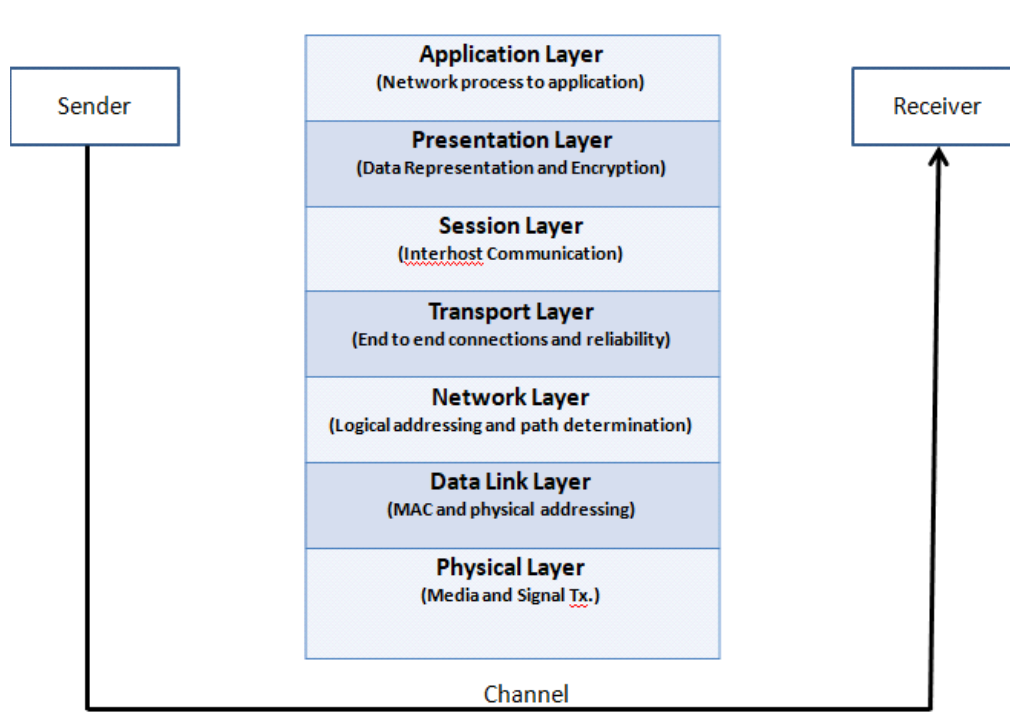 Application Layer
(Network process to application)
Sender
Receiver
Presentation Layer
(Data Representation and Encryption)
Session Layer
(Interhost Communication)
Transport Layer
(End to end connections and reliability)
Network Layer
(Logical addressing and path determination)
Data Link Layer
(MAC and physical addressing)
Physical Layer
(Media and Signal Tx.)
Channel